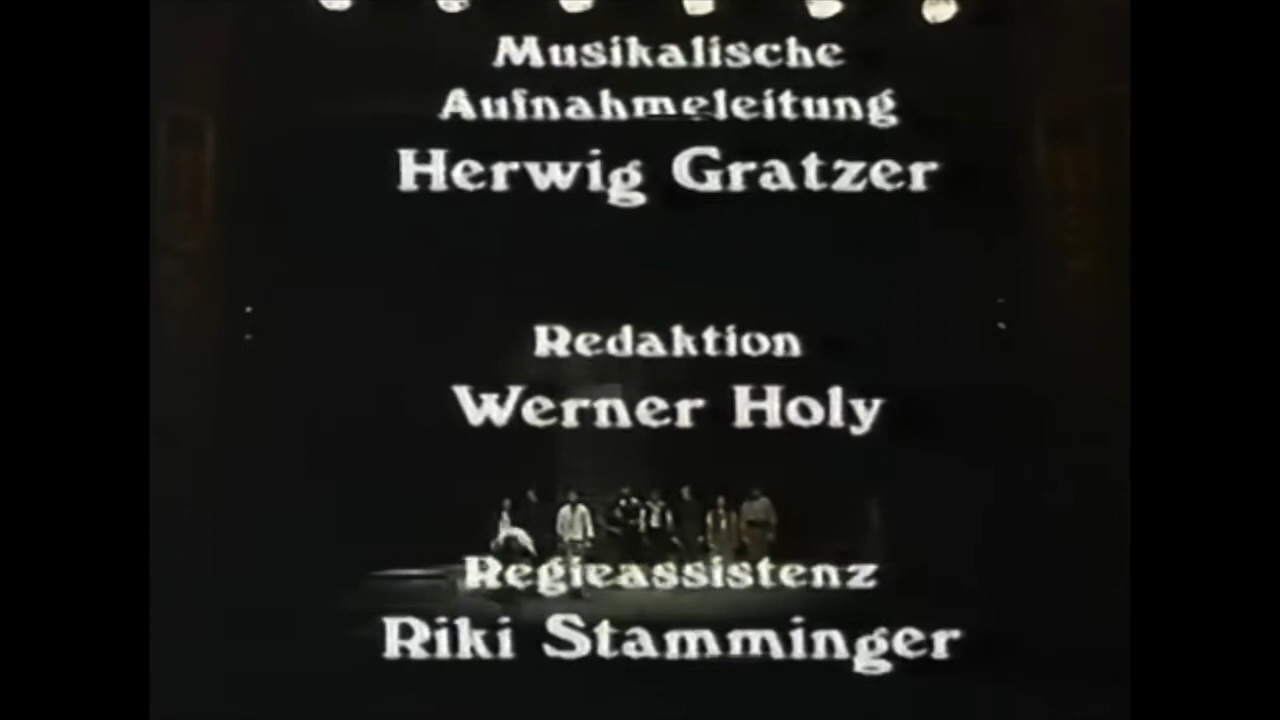 Musikalische
Aufnahmeleitung
Herwig Gratzer
Redaktion
Werner Holy
Regieassistenz
Riki Stamminger